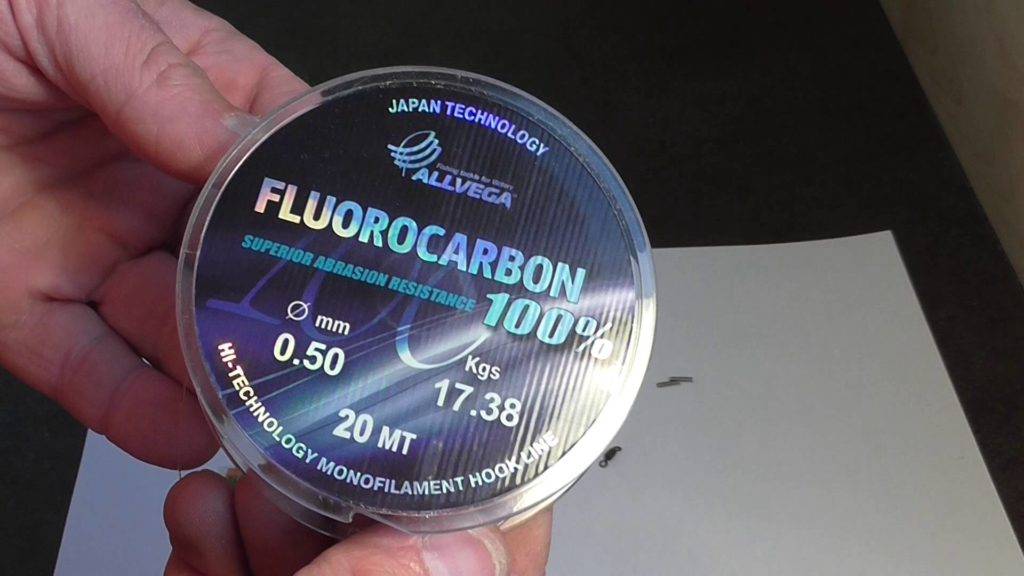 JAPAN TECHNOLOGY
ALLVEGA
FLUOROCARBON
SUPERIOR ABRASION RESISTANCE
100%
Ø mm
0.50
Kgs
17.38
20 MT
HI-TECHNOLOGY MONOFILAMENT HOOK LINE